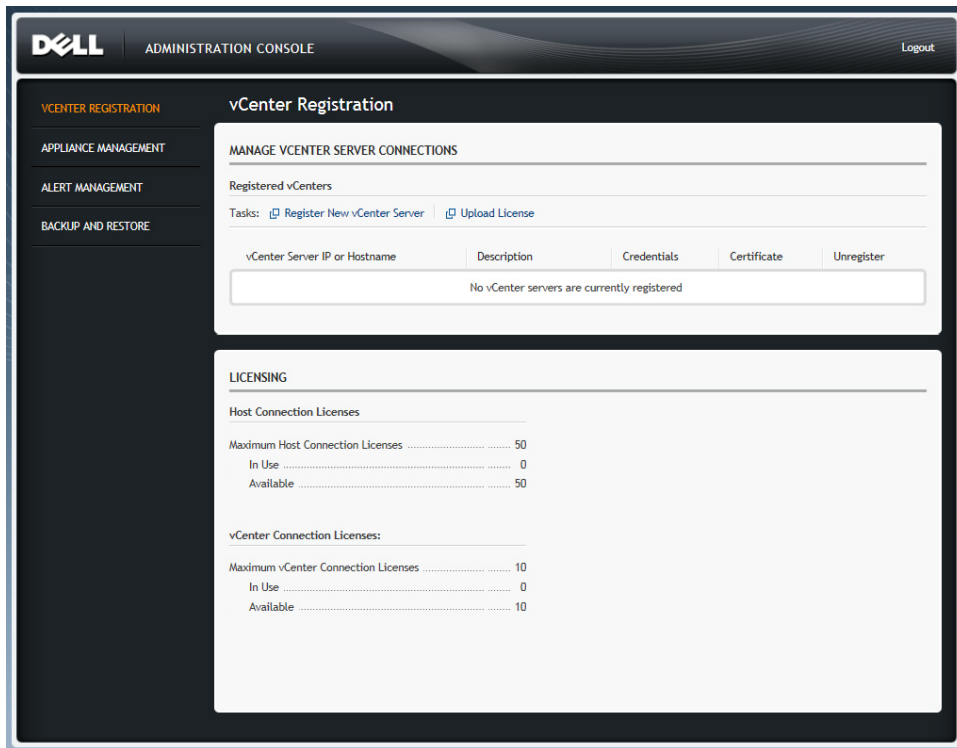 DELL ADMINISTRATION CONSOLE Logout
VCENTER REGISTRATION
APPLIANCE MANAGEMENT
ALERT MANAGEMENT
BACKUP AND RESTORE
vCenter Registration
MANAGE VCENTER SERVER CONNECTIONS
Registered vCenters
Tasks: Register New vCenter Server Upload License
vCenter Server IP or Hostname Description Credentials Certificate Unregister
No vCenter servers are currently registered
LICENSING
Host Connection Licenses
Maximum Host Connection Licenses 50
In Use 0
Available 50
vCenter Connection Licenses:
Maximum vCenter Connection Licenses 10
In Use 0
Available 10